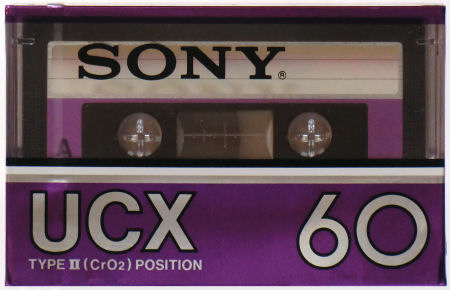 SONY®
A
UCX 60
TYPE II (CrO2) POSITION